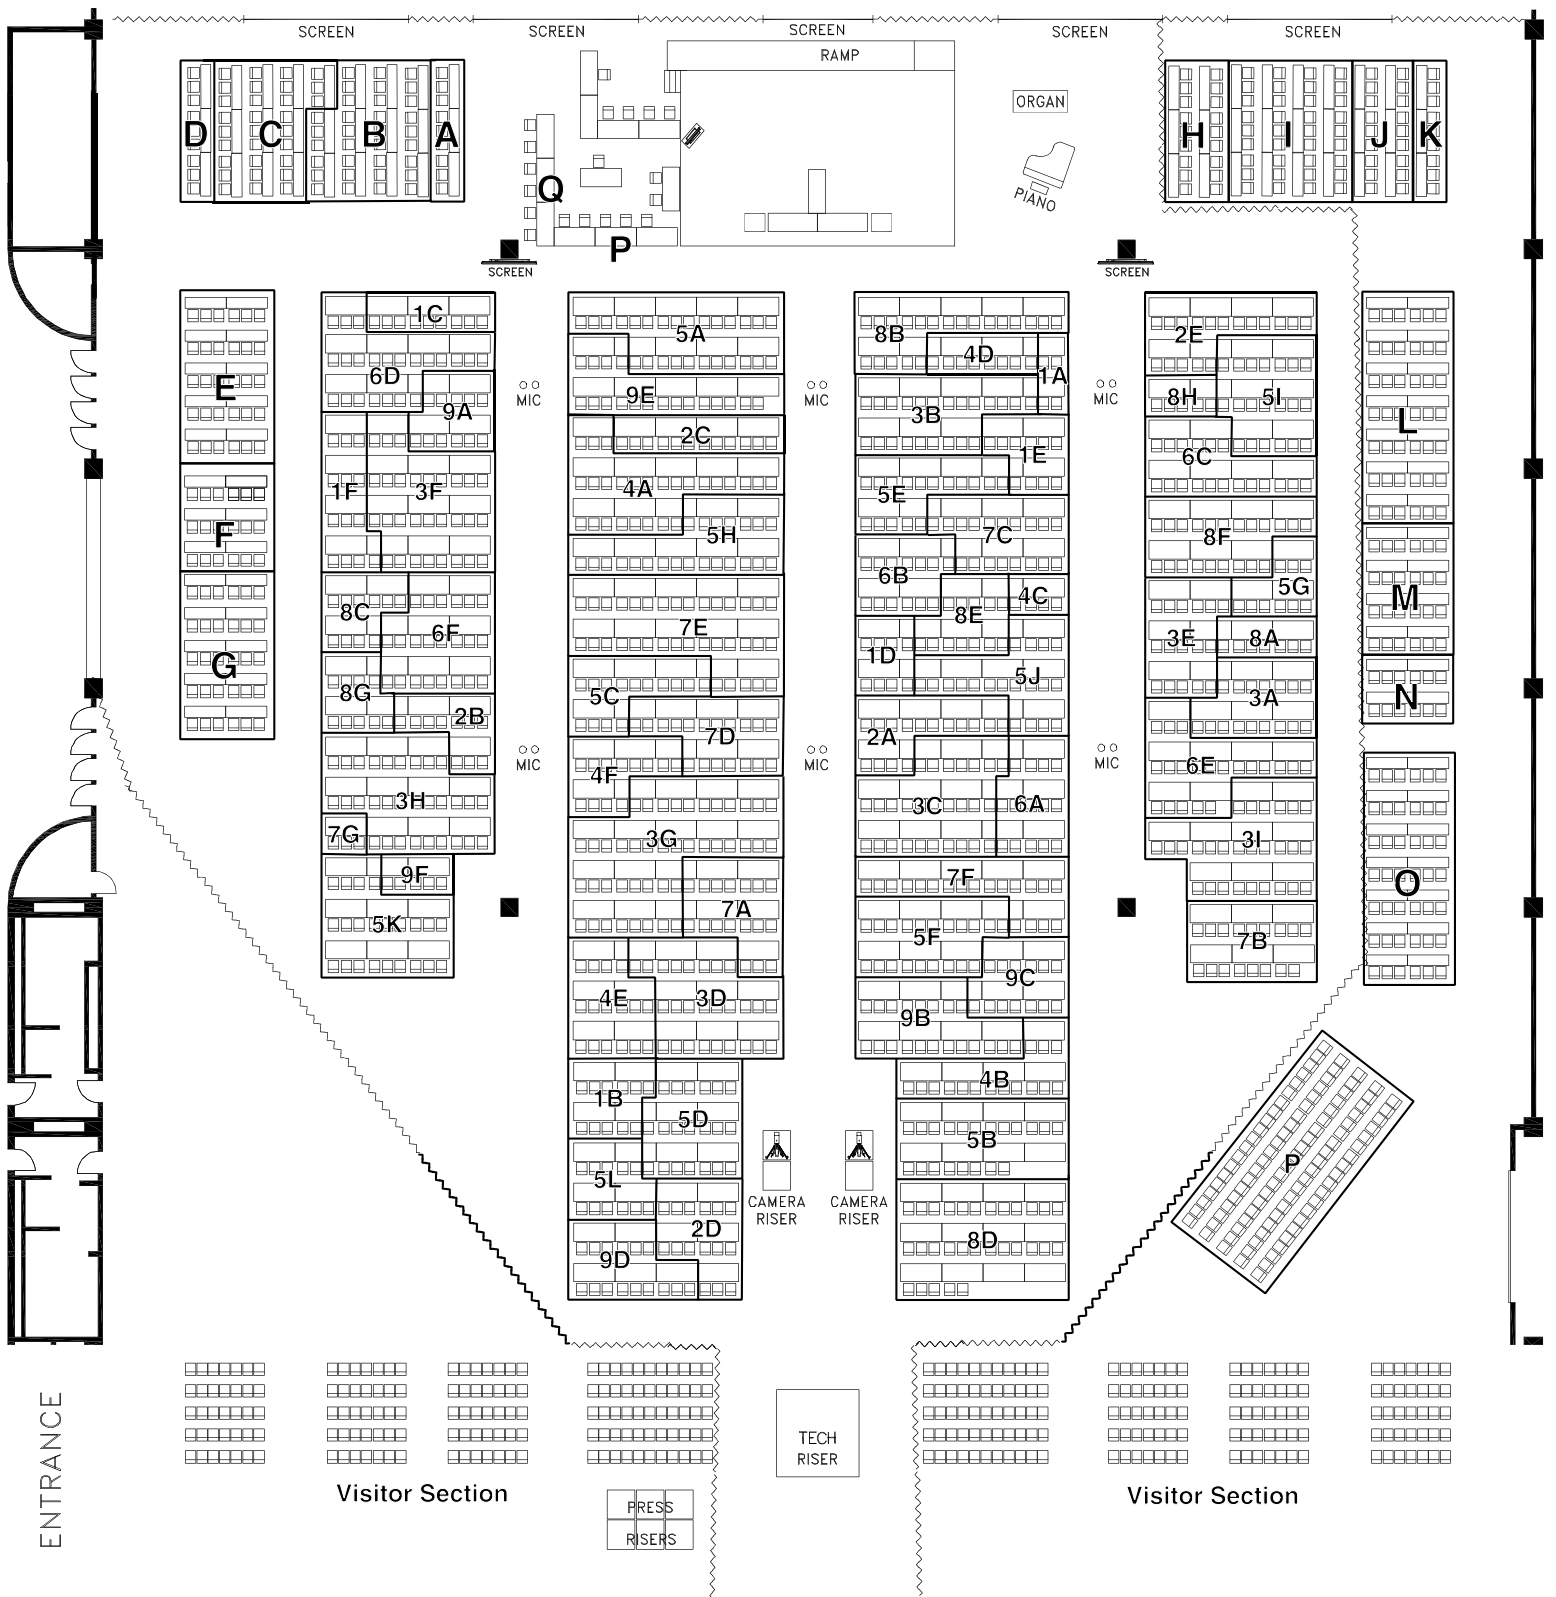 SCREEN SCREEN SCREEN SCREEN SCREEN
RAMP
ORGAN
D C B A
H I J K
Q
PIANO
P
SCREEN SCREEN
1C
5A
8B
2E
4D
6D
1A
E
9E
8H
5I
MIC MIC MIC
9A
3B
L
2C
1E
6C
1F
3F
4A
5E
F
5H
7C
8F
6B
5G
8C
4C
M
8E
6F
7E
3E
8A
G
1D
5J
8G
5C
3A
N
2B
7D
2A
MIC MIC MIC
4F
6E
3H
3C
6A
7G
3G
3I
9F
7F
O
7A
5K
5F
7B
9C
4E
3D
9B
4B
1B
5D
5B
P
5L
CAMERA
RISER
CAMERA
RISER
2D
8D
9D
ENTRANCE
TECH
RISER
Visitor Section
Visitor Section
PRESS
RISERS